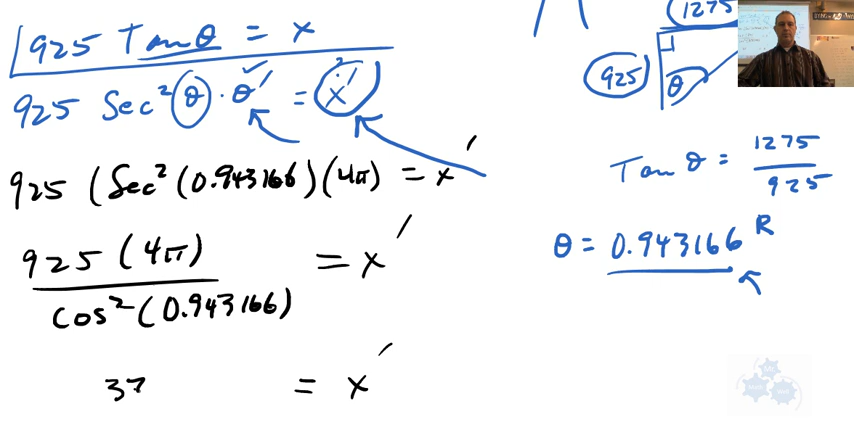 925 Tan θ = x
925 Sec² θ · θ′ = x′
925 (Sec² (0.943166)(4π) = x′
925 (4π)
cos² (0.943166) = x′
37 = x′
1275
925
θ
Tan θ = 1275
925
θ = 0.943166 R